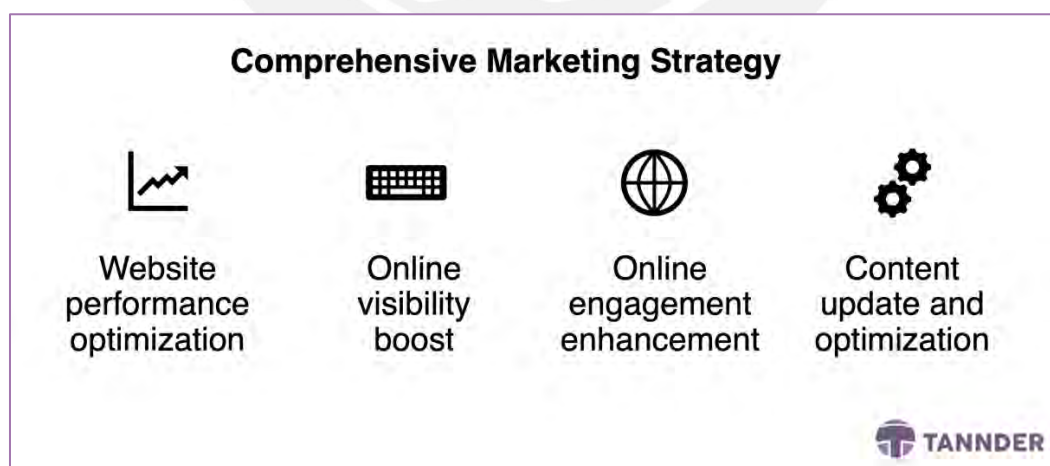 Comprehensive Marketing Strategy
Website
performance
optimization
Online
visibility
boost
Online
engagement
enhancement
Content
update and
optimization
TANNDER